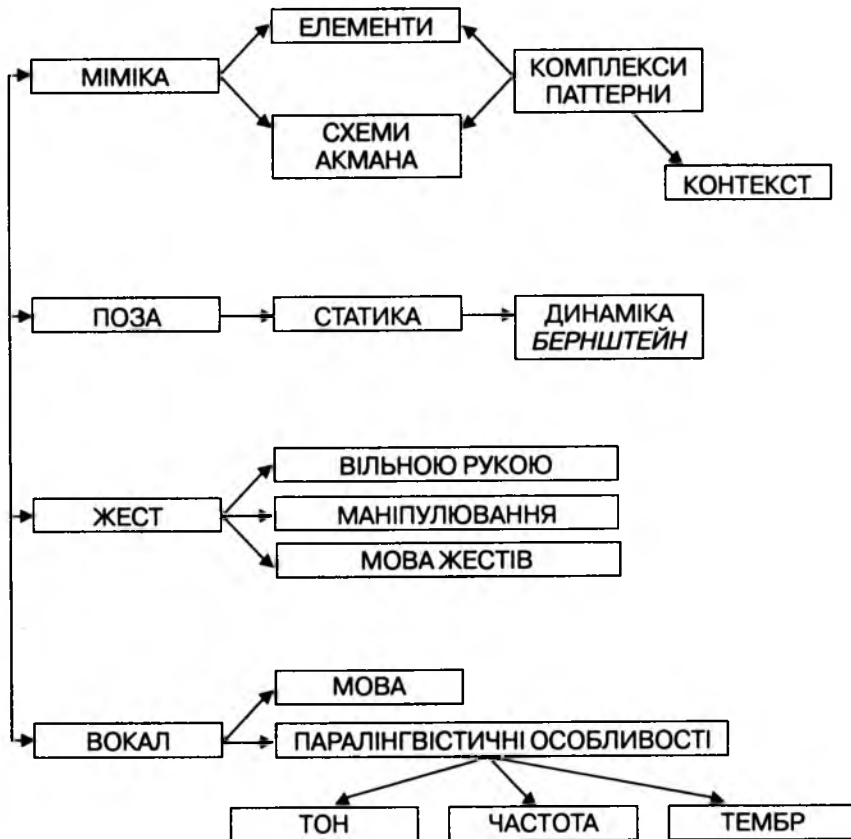 ЕЛЕМЕНТИ
МІМІКА
КОМПЛЕКСИ
ПАТТЕРНИ
СХЕМИ
АКМАНА
КОНТЕКСТ
ПОЗА
СТАТИКА
ДИНАМІКА
БЕРНШТЕЙН
ВІЛЬНОЮ РУКОЮ
ЖЕСТ
МАНІПУЛЮВАННЯ
МОВА ЖЕСТІВ
МОВА
ВОКАЛ
ПАРАЛІНГВІСТИЧНІ ОСОБЛИВОСТІ
ТОН
ЧАСТОТА
ТЕМБР